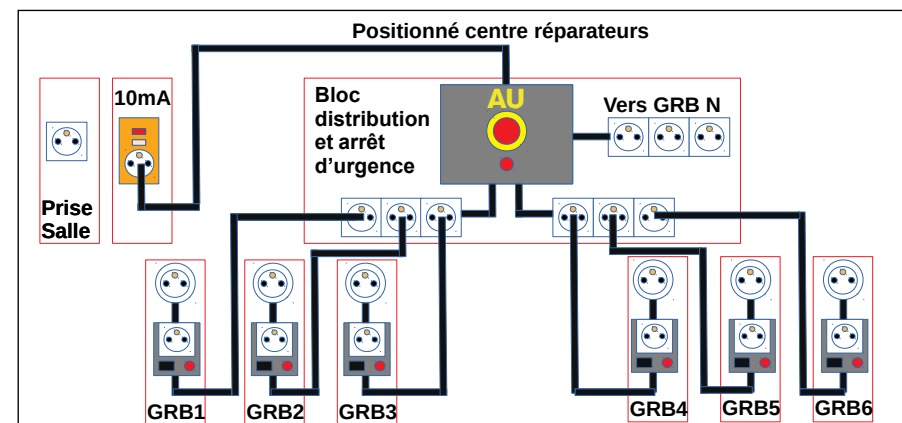 Positionné centre réparateurs
10mA
Bloc
distribution
et arrêt
d'urgence
AU
Vers GRB N
Prise
Salle
GRB1
GRB2
GRB3
GRB4
GRB5
GRB6